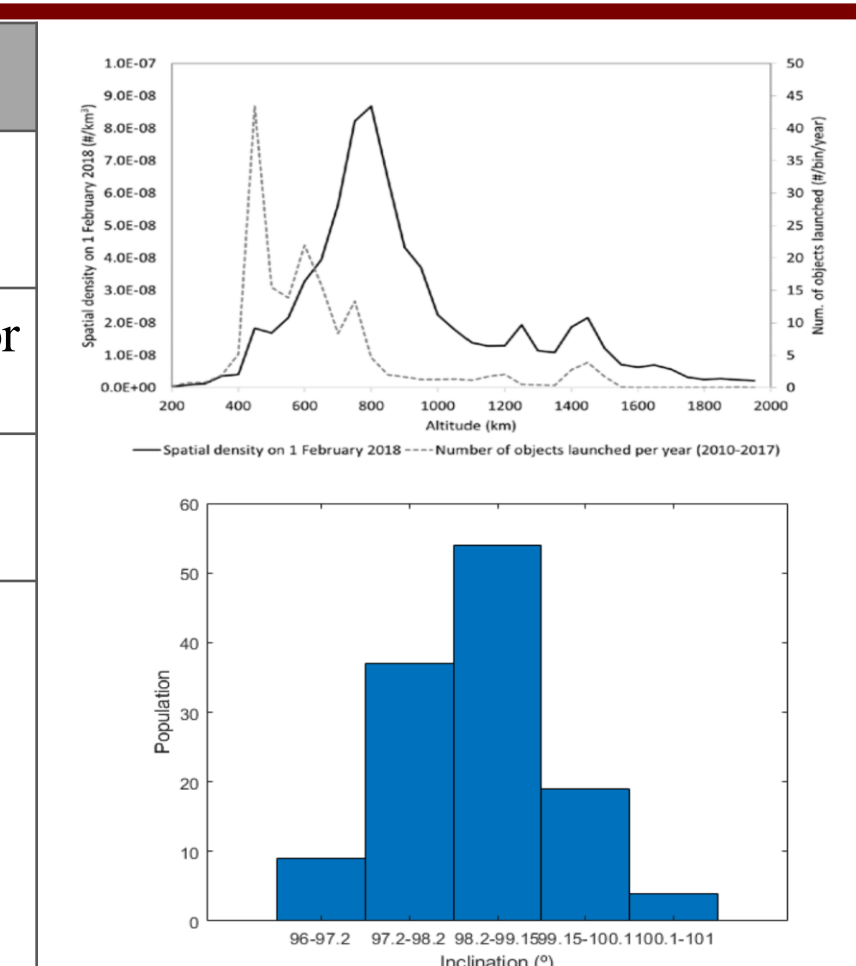 or
1.0E-07
9.0E-08
8.0E-08
7.0E-08
6.0E-08
5.0E-08
4.0E-08
3.0E-08
2.0E-08
1.0E-08
0.0E+00
Spatial density on 1 February 2018 (#/km³)
50
45
40
35
30
25
20
15
10
5
0
Num. of objects launched (#/bin/year)
200 400 600 800 1000 1200 1400 1600 1800 2000
Altitude (km)
Spatial density on 1 February 2018 Number of objects launched per year (2010-2017)
60
50
40
30
20
10
0
Population
96-97.2 97.2-98.2 98.2-99.15 99.15-100.1 100.1-101
Inclination (º)